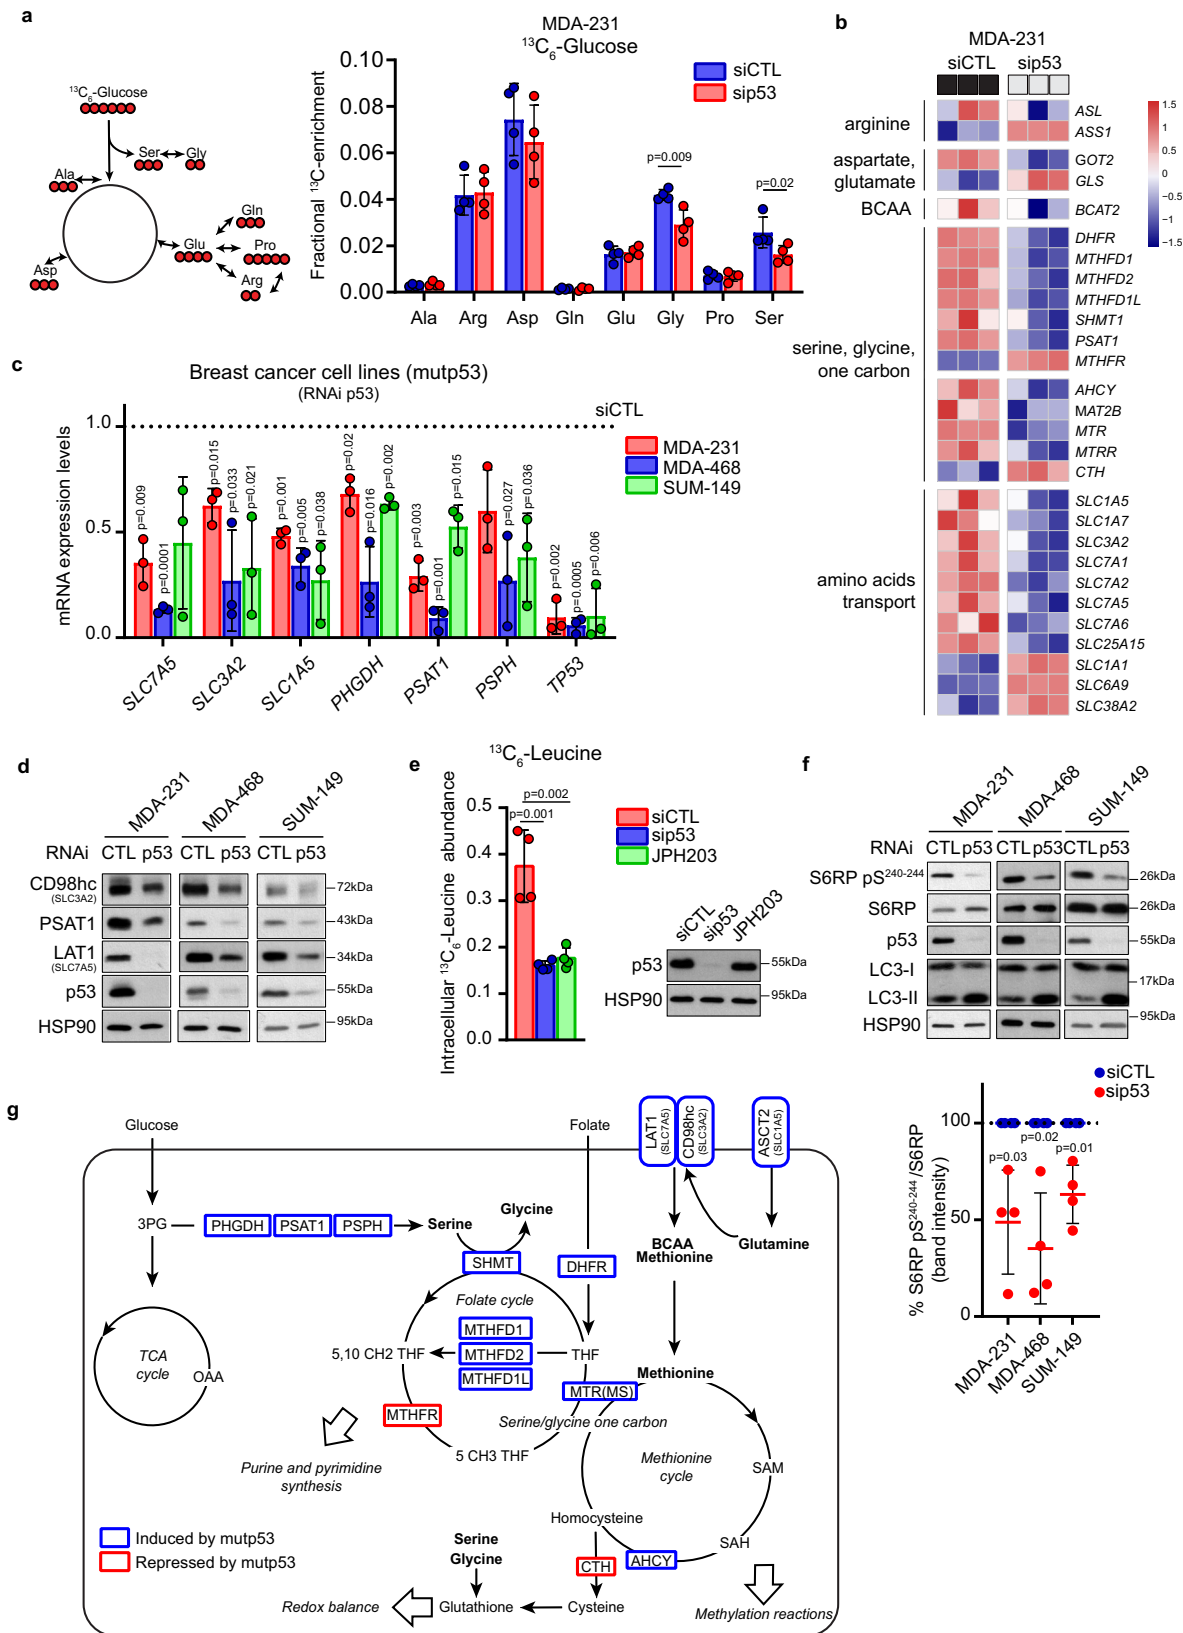 a
MDA-231
¹³C₆-Glucose
¹³C₆-Glucose
Ser
Gly
Ala
Gln
Glu
Pro
Arg
Asp
Fractional ¹³C-enrichment
0.10
0.08
0.06
0.04
0.02
0.00
siCTL
sip53
p=0.009
p=0.02
Ala Arg Asp Gln Glu Gly Pro Ser
b
MDA-231
siCTL sip53
arginine
ASL
ASS1
aspartate,
glutamate
GOT2
GLS
BCAA
BCAT2
serine, glycine,
one carbon
DHFR
MTHFD1
MTHFD2
MTHFD1L
SHMT1
PSAT1
MTHFR
AHCY
MAT2B
MTR
MTRR
CTH
amino acids
transport
SLC1A5
SLC1A7
SLC3A2
SLC7A1
SLC7A2
SLC7A5
SLC7A6
SLC25A15
SLC1A1
SLC6A9
SLC38A2
1.5
1
0.5
0
−0.5
−1
−1.5
c
Breast cancer cell lines (mutp53)
(RNAi p53)
siCTL
mRNA expression levels
1.0
0.5
0.0
MDA-231
MDA-468
SUM-149
p=0.009
p=0.0001
p=0.015
p=0.033
p=0.021
p=0.001
p=0.005
p=0.038
p=0.02
p=0.016
p=0.002
p=0.003
p=0.001
p=0.015
p=0.027
p=0.036
p=0.002
p=0.0005
p=0.006
SLC7A5
SLC3A2
SLC1A5
PHGDH
PSAT1
PSPH
TP53
d
MDA-231
MDA-468
SUM-149
RNAi CTL p53 CTL p53 CTL p53
CD98hc
(SLC3A2)
72kDa
PSAT1
43kDa
LAT1
(SLC7A5)
34kDa
p53
55kDa
HSP90
95kDa
e
¹³C₆-Leucine
Intracellular ¹³C₆-Leucine abundance
0.5
0.4
0.3
0.2
0.1
0.0
p=0.002
p=0.001
siCTL
sip53
JPH203
siCTL
sip53
JPH203
p53
55kDa
HSP90
95kDa
f
MDA-231
MDA-468
SUM-149
RNAi CTL p53 CTL p53 CTL p53
S6RP pS²⁴⁰⁻²⁴⁴
26kDa
S6RP
26kDa
p53
55kDa
LC3-I
17kDa
LC3-II
HSP90
95kDa
siCTL
sip53
% S6RP pS²⁴⁰⁻²⁴⁴/S6RP
(band intensity)
100
50
0
p=0.03
p=0.02
p=0.01
MDA-231
MDA-468
SUM-149
g
Glucose
Folate
LAT1
(SLC7A5)
CD98hc
(SLC3A2)
ASCT2
(SLC1A5)
3PG
PHGDH
PSAT1
PSPH
Serine
Glycine
SHMT
DHFR
BCAA
Methionine
Glutamine
Folate cycle
MTHFD1
MTHFD2
MTHFD1L
5,10 CH2 THF
THF
TCA
cycle
OAA
MTHFR
MTR(MS)
Methionine
Serine/glycine one carbon
5 CH3 THF
Purine and pyrimidine
synthesis
Methionine
cycle
SAM
Homocysteine
SAH
AHCY
CTH
Induced by mutp53
Repressed by mutp53
Serine
Glycine
Redox balance
Glutathione
Cysteine
Methylation reactions